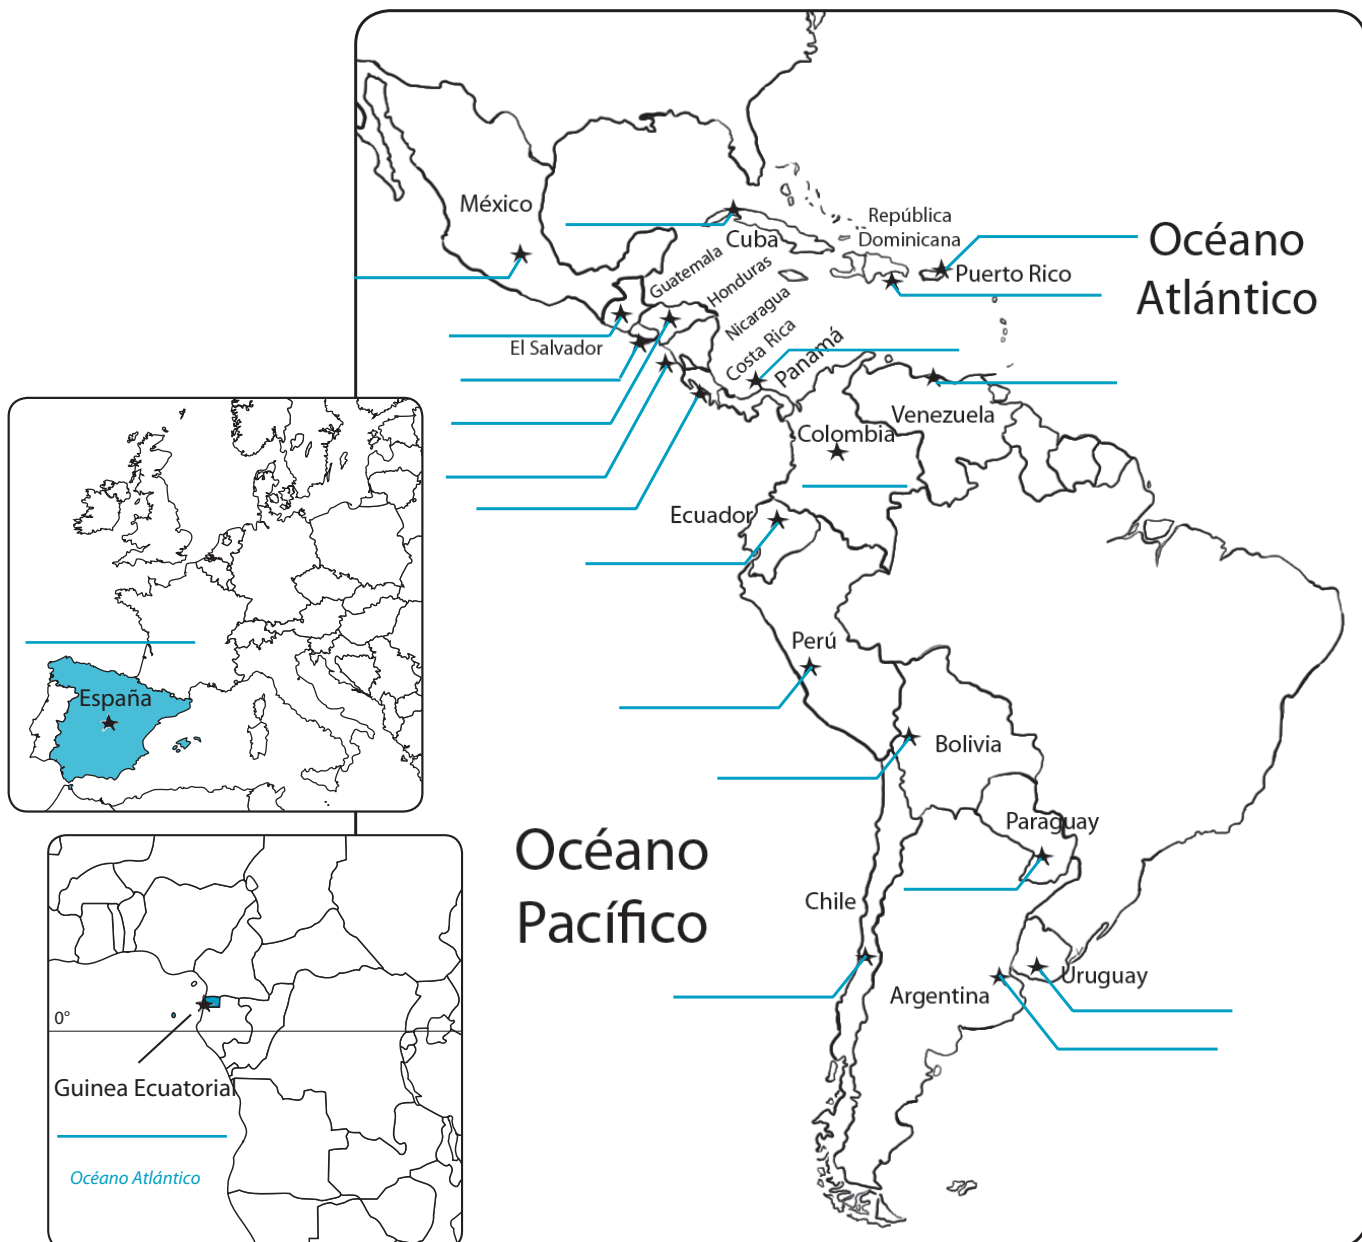 México
Cuba
República
Dominicana
Puerto Rico
Océano
Atlántico
Guatemala
Honduras
Nicaragua
Costa Rica
Panamá
El Salvador
Venezuela
Colombia
Ecuador
Perú
Bolivia
Paraguay
Chile
Argentina
Uruguay
Océano
Pacífico
España
0°
Guinea Ecuatorial
Océano Atlántico